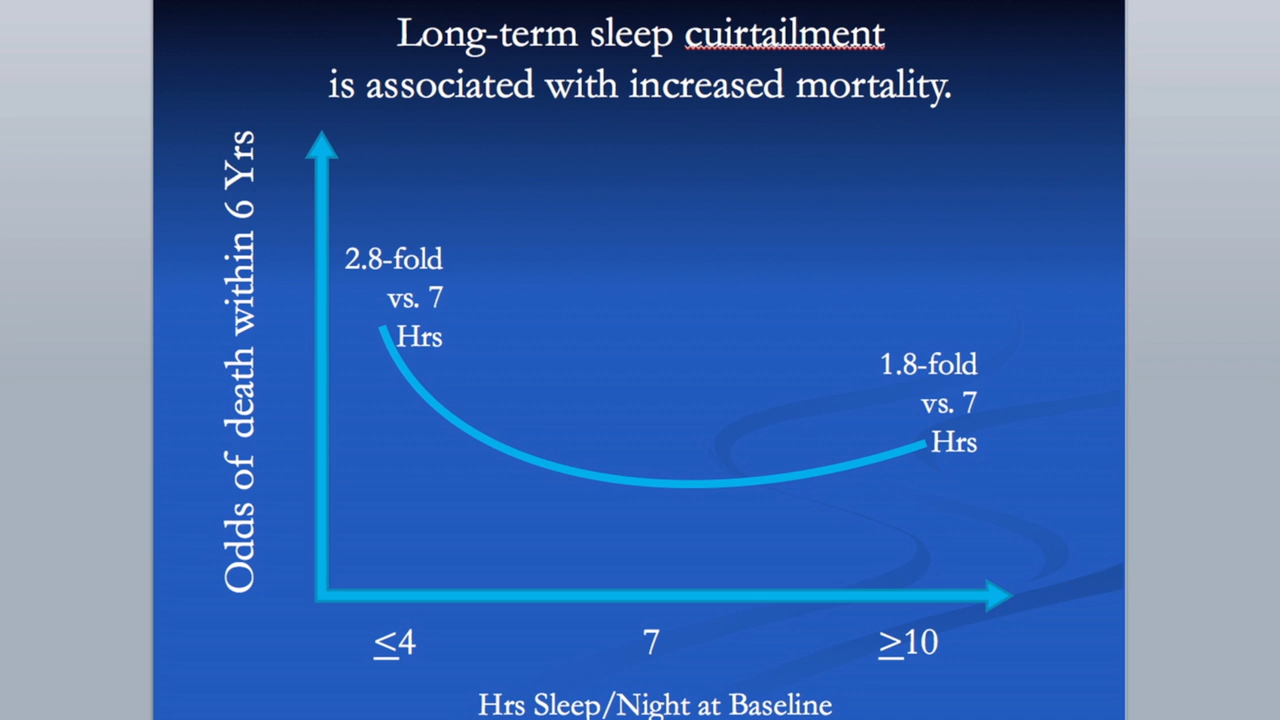 Long-term sleep cuirtailment
is associated with increased mortality.
Odds of death within 6 Yrs
2.8-fold
vs. 7
Hrs
1.8-fold
vs. 7
Hrs
≤4
7
≥10
Hrs Sleep/Night at Baseline